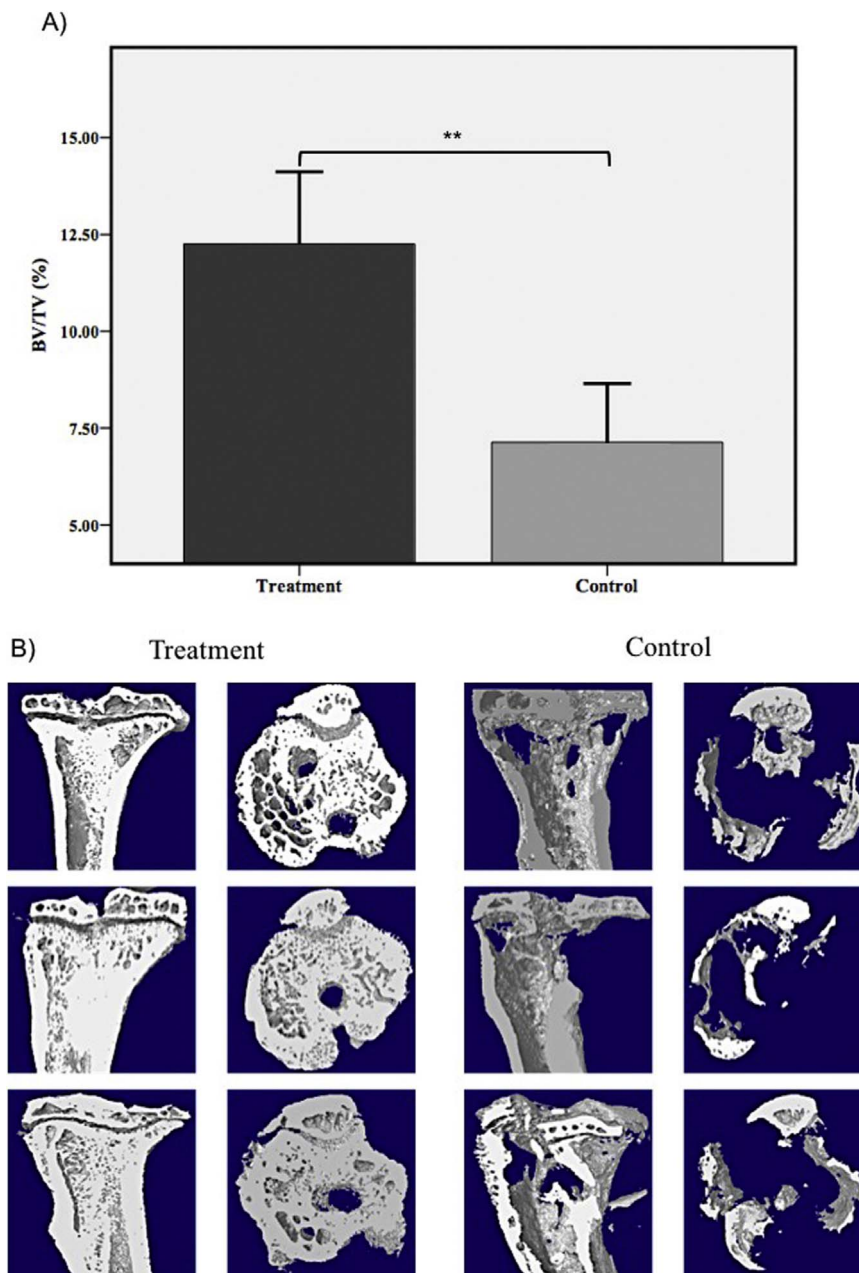 A)
**
15.00
12.50
10.00
7.50
5.00
BV/TV (%)
Treatment
Control
B)
Treatment
Control